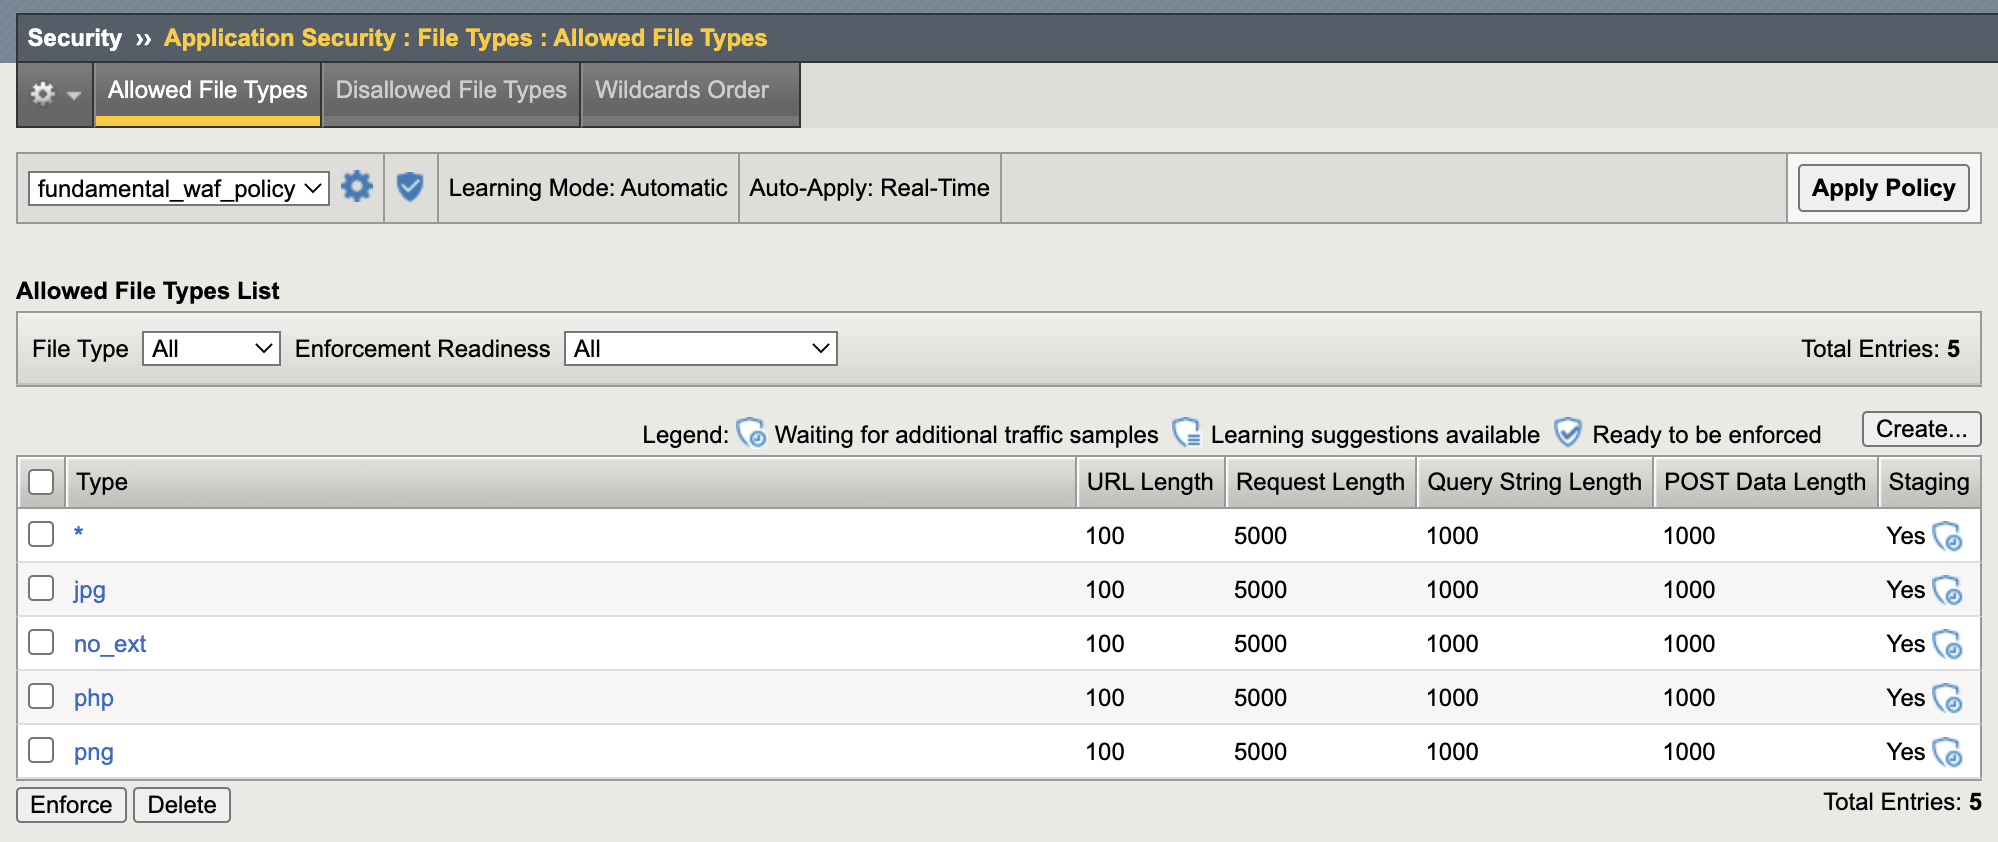 Security ›› Application Security : File Types : Allowed File Types
Allowed File Types Disallowed File Types Wildcards Order
fundamental_waf_policy Learning Mode: Automatic Auto-Apply: Real-Time Apply Policy
Allowed File Types List
File Type All Enforcement Readiness All Total Entries: 5
Legend: Waiting for additional traffic samples Learning suggestions available Ready to be enforced Create...
Type URL Length Request Length Query String Length POST Data Length Staging
* 100 5000 1000 1000 Yes
jpg 100 5000 1000 1000 Yes
no_ext 100 5000 1000 1000 Yes
php 100 5000 1000 1000 Yes
png 100 5000 1000 1000 Yes
Enforce Delete Total Entries: 5